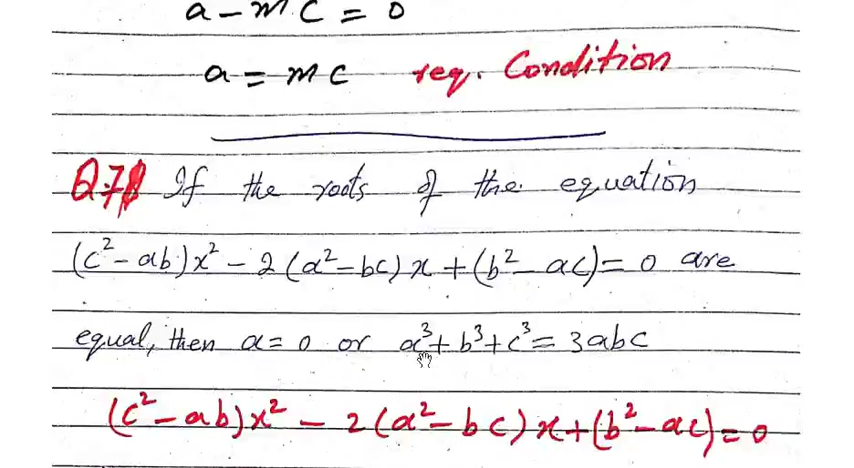 a - mc = 0
a = mc req. Condition
Q.7 If the roots of the equation
(c² - ab)x² - 2(a² - bc)x + (b² - ac) = 0 are
equal, then a = 0 or a³ + b³ + c³ = 3abc
(c² - ab)x² - 2(a² - bc)x + (b² - ac) = 0